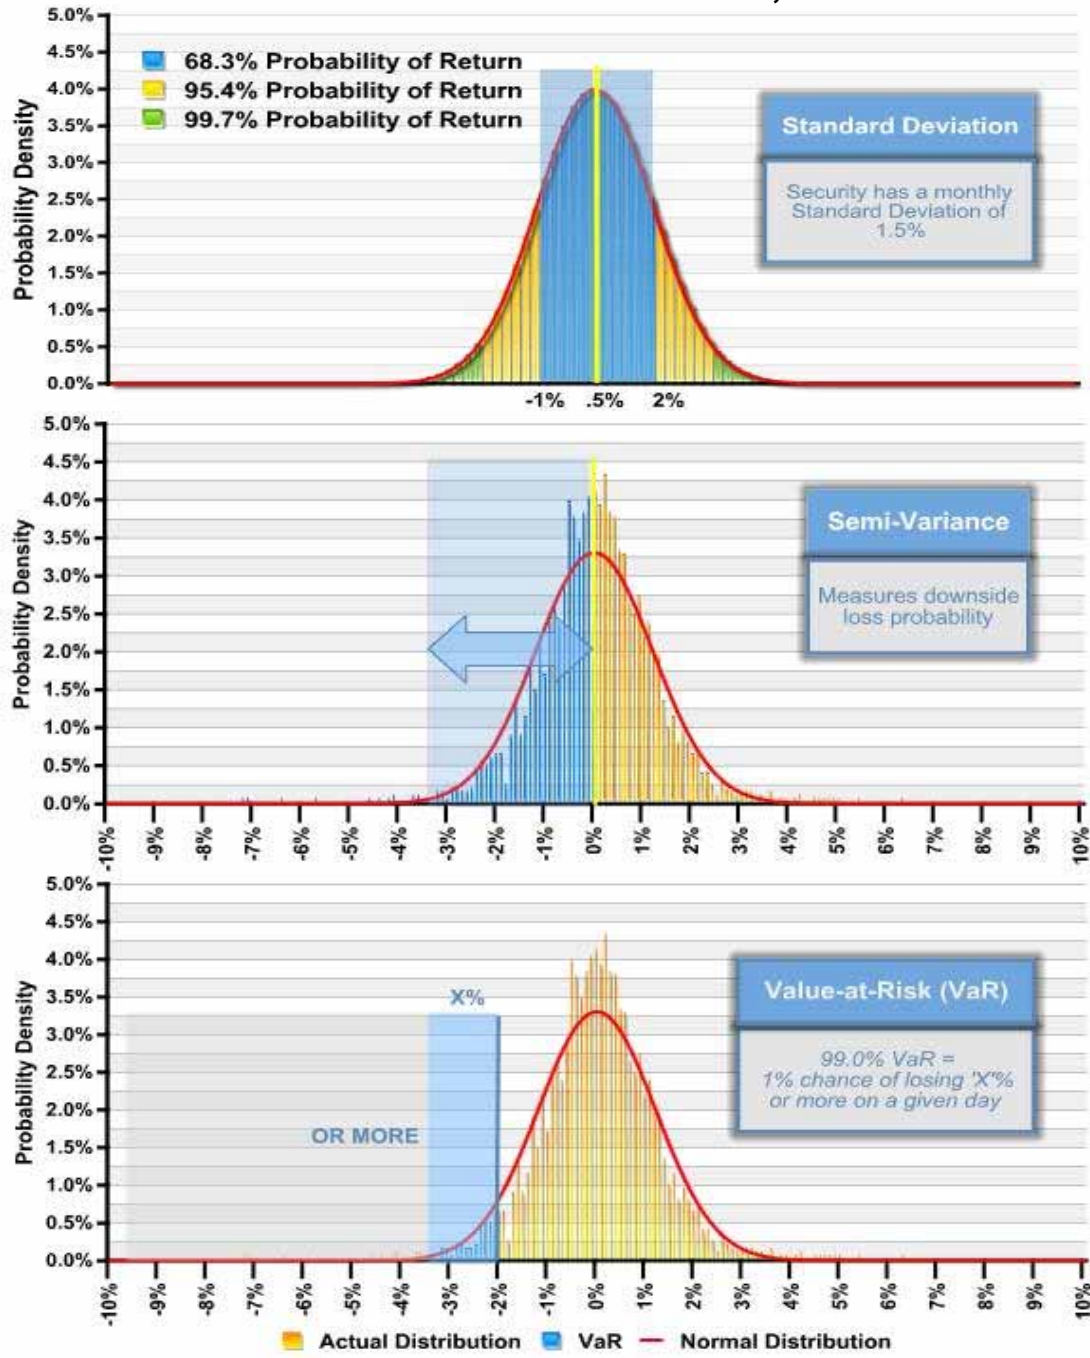 5.0%
4.5%
4.0%
3.5%
3.0%
2.5%
2.0%
1.5%
1.0%
0.5%
0.0%
Probability Density
68.3% Probability of Return
95.4% Probability of Return
99.7% Probability of Return
Standard Deviation
Security has a monthly
Standard Deviation of
1.5%
-1% .5% 2%
5.0%
4.5%
4.0%
3.5%
3.0%
2.5%
2.0%
1.5%
1.0%
0.5%
0.0%
Probability Density
Semi-Variance
Measures downside
loss probability
-10% -9% -8% -7% -6% -5% -4% -3% -2% -1% 0% 1% 2% 3% 4% 5% 6% 7% 8% 9% 10%
5.0%
4.5%
4.0%
3.5%
3.0%
2.5%
2.0%
1.5%
1.0%
0.5%
0.0%
Probability Density
X%
OR MORE
Value-at-Risk (VaR)
99.0% VaR =
1% chance of losing 'X'%
or more on a given day
-10% -9% -8% -7% -6% -5% -4% -3% -2% -1% 0% 1% 2% 3% 4% 5% 6% 7% 8% 9% 10%
Actual Distribution VaR Normal Distribution